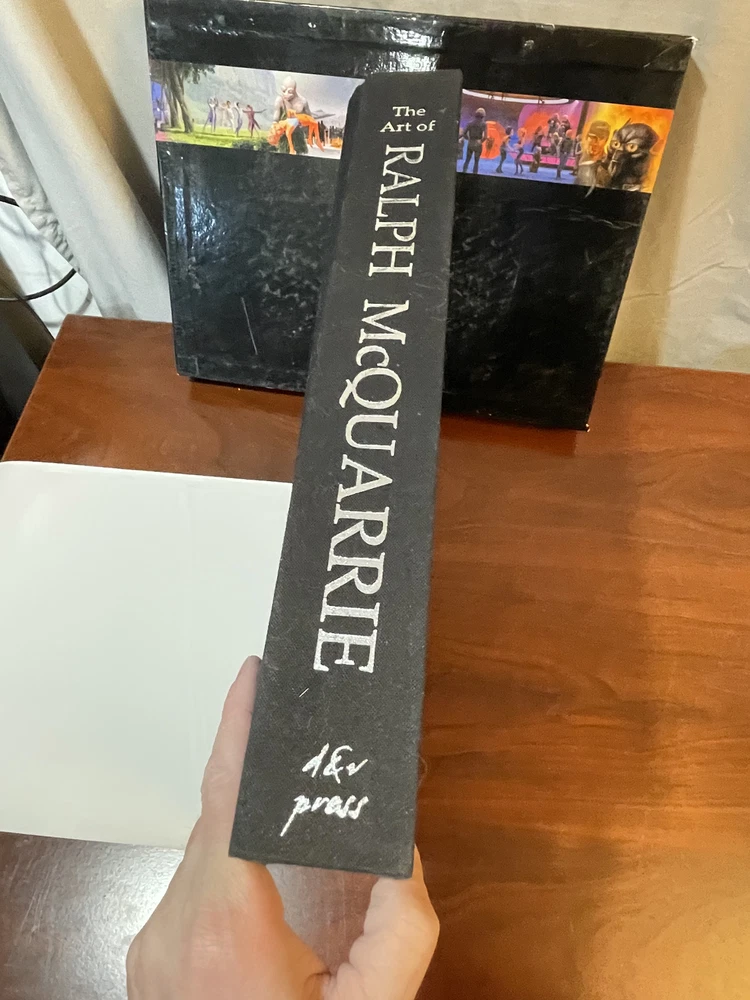 The
Art of
RALPH McQUARRIE
d&v
press